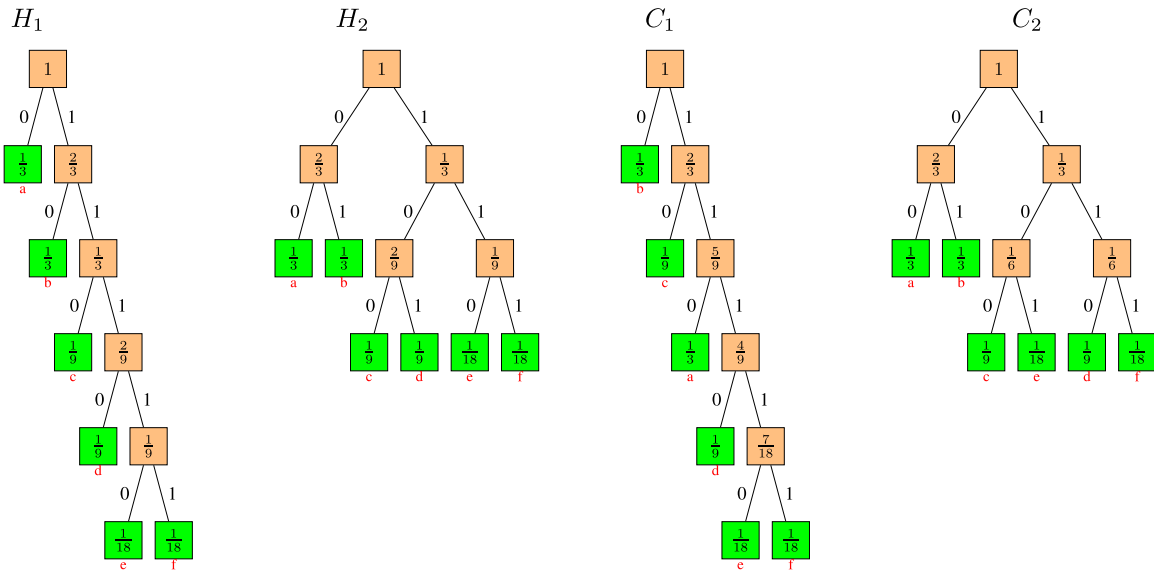 H₁ H₂ C₁ C₂
1 1 1 1
0 1 0 1 0 1 0 1
1/3 2/3 2/3 1/3 1/3 2/3 2/3 1/3
a b
0 1 0 1 0 1 0 1 0 1 0 1
1/3 1/3 1/3 1/3 2/9 1/9 1/9 5/9 1/3 1/3 1/6 1/6
b a b c a b
0 1 0 1 0 1 0 1 0 1 0 1
1/9 2/9 1/9 1/9 1/18 1/18 1/3 4/9 1/9 1/18 1/9 1/18
c c d e f a c e d f
0 1 0 1
1/9 1/9 1/9 7/18
d d
0 1 0 1
1/18 1/18 1/18 1/18
e f e f